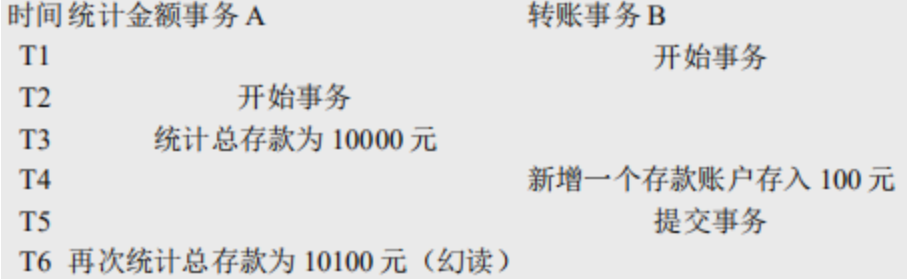 时间 统计金额事务 A 转账事务 B
T1 开始事务
T2 开始事务
T3 统计总存款为 10000 元
T4 新增一个存款账户存入 100 元
T5 提交事务
T6 再次统计总存款为 10100 元（幻读）